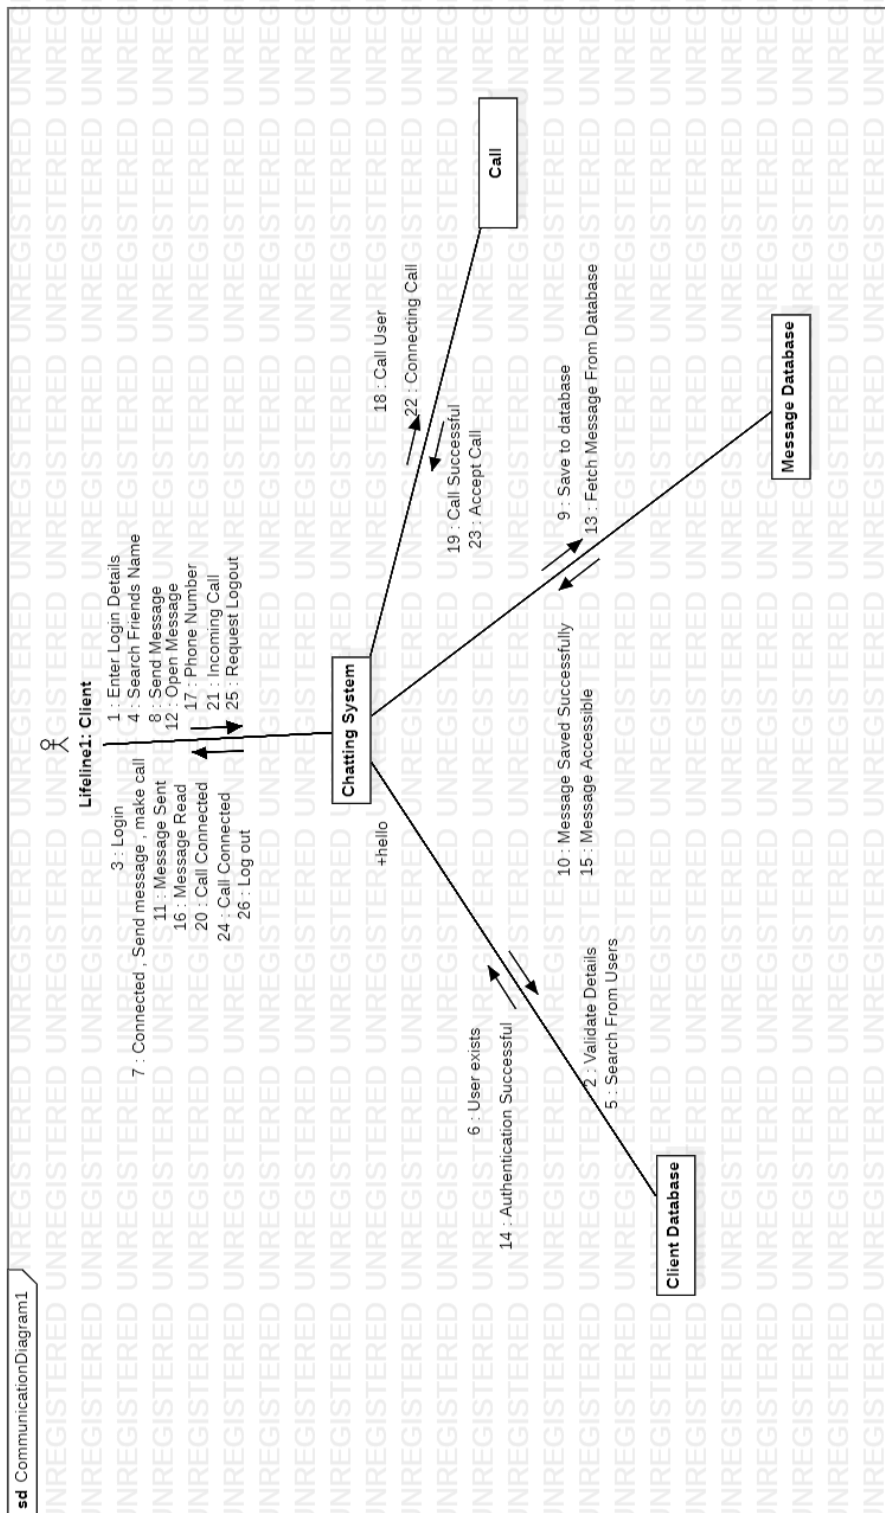 sd CommunicationDiagram1
Lifeline1: Client
1 : Enter Login Details
4 : Search Friends Name
8 : Send Message
12 : Open Message
17 : Phone Number
21 : Incoming Call
25 : Request Logout
3 : Login
7 : Connected , Send message , make call
11 : Message Sent
16 : Message Read
20 : Call Connected
24 : Call Connected
26 : Log out
Chatting System
+hello
18 : Call User
22 : Connecting Call
19 : Call Successful
23 : Accept Call
Call
9 : Save to database
13 : Fetch Message From Database
10 : Message Saved Successfully
15 : Message Accessible
Message Database
6 : User exists
14 : Authentication Successful
2 : Validate Details
5 : Search From Users
Client Database
UNREGISTERED